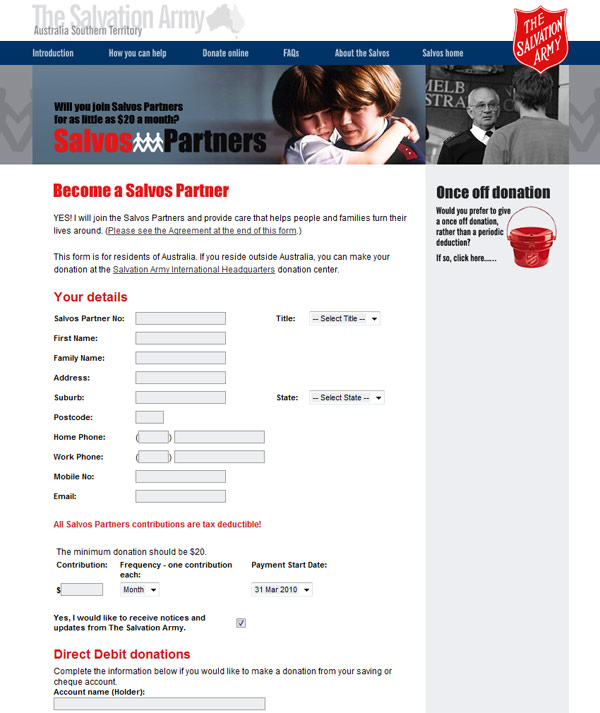 The Salvation Army
Australia Southern Territory
THE
SALVATION
ARMY
Introduction How you can help Donate online FAQs About the Salvos Salvos home
Will you join Salvos Partners
for as little as $20 a month?
Salvos Partners
MELB
STRA
Become a Salvos Partner
YES! I will join the Salvos Partners and provide care that helps people and families turn their
lives around. (Please see the Agreement at the end of this form.)
This form is for residents of Australia. If you reside outside Australia, you can make your
donation at the Salvation Army International Headquarters donation center.
Your details
Salvos Partner No: Title: -- Select Title --
First Name:
Family Name:
Address:
Suburb: State: -- Select State --
Postcode:
Home Phone: ( )
Work Phone: ( )
Mobile No:
Email:
All Salvos Partners contributions are tax deductible!
The minimum donation should be $20.
Contribution: Frequency - one contribution Payment Start Date:
each:
$ Month 31 Mar 2010
Yes, I would like to receive notices and
updates from The Salvation Army.
Direct Debit donations
Complete the information below if you would like to make a donation from your saving or
cheque account.
Account name (Holder):
Once off donation
Would you prefer to give
a once off donation,
rather than a periodic
deduction?
If so, click here......